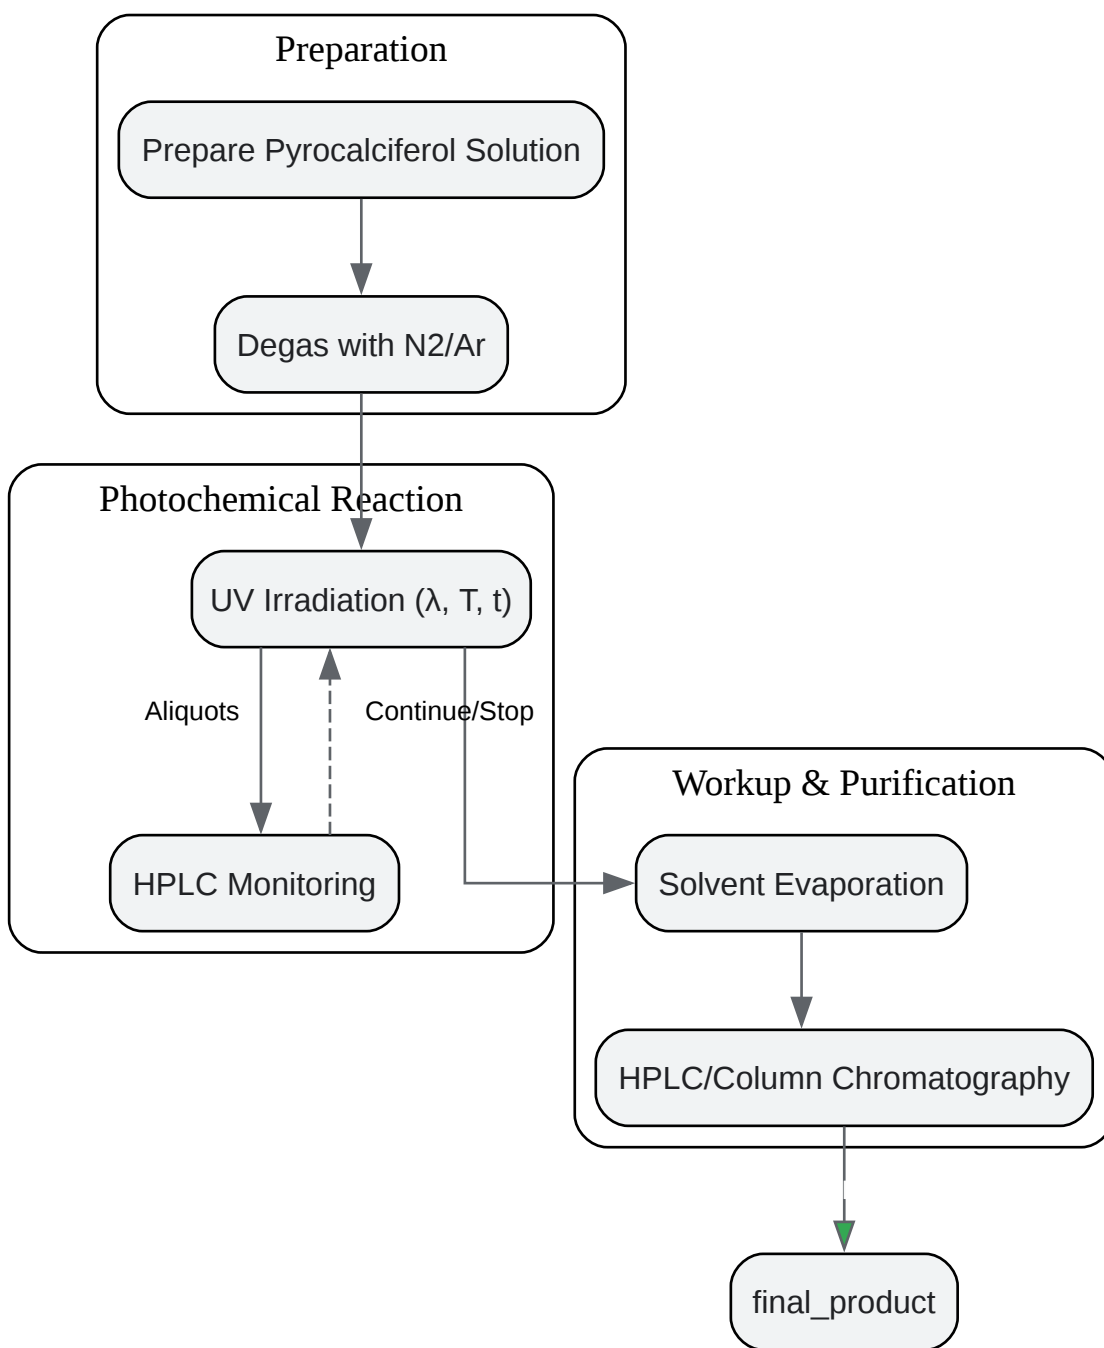 Preparation
Prepare Pyrocalciferol Solution
Degas with N2/Ar
Photochemical Reaction
UV Irradiation (λ, T, t)
Aliquots
Continue/Stop
Workup & Purification
HPLC Monitoring
Solvent Evaporation
HPLC/Column Chromatography
final_product